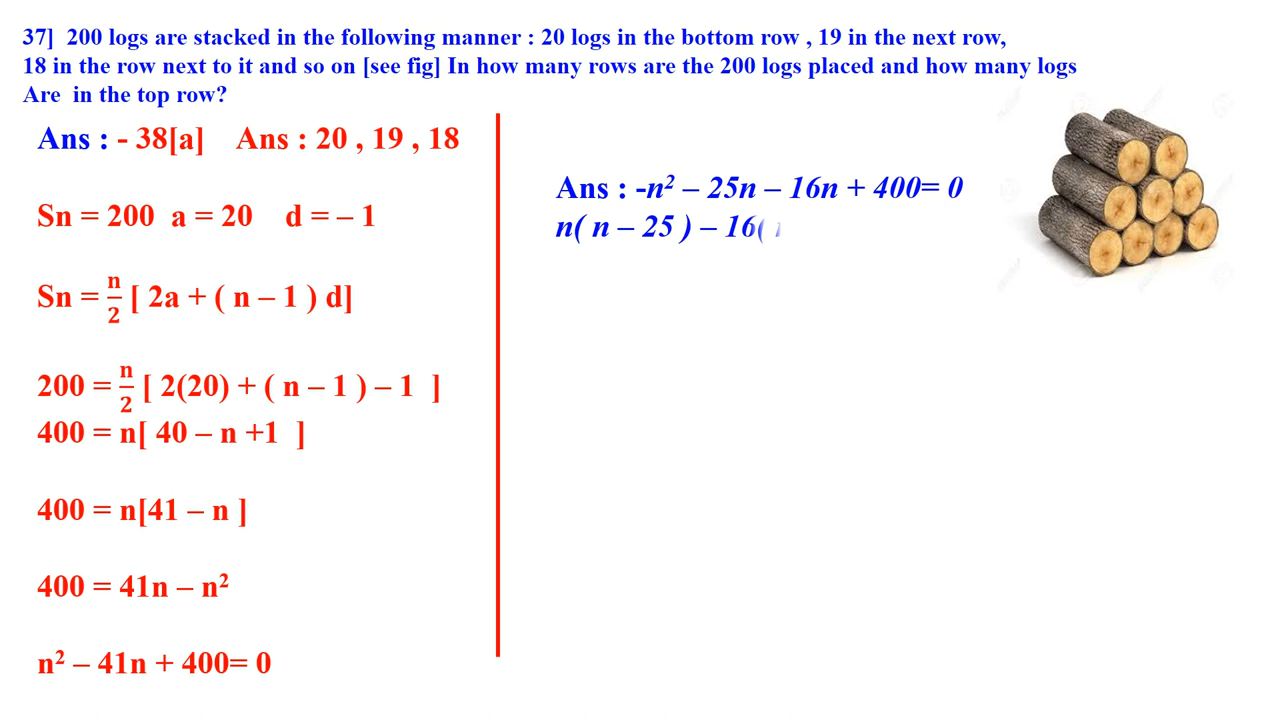 37] 200 logs are stacked in the following manner : 20 logs in the bottom row , 19 in the next row,
18 in the row next to it and so on [see fig] In how many rows are the 200 logs placed and how many logs
Are in the top row?
Ans : - 38[a] Ans : 20 , 19 , 18
Sn = 200 a = 20 d = – 1
Sn = n/2 [ 2a + ( n – 1 ) d]
200 = n/2 [ 2(20) + ( n – 1 ) – 1 ]
400 = n[ 40 – n +1 ]
400 = n[41 – n ]
400 = 41n – n²
n² – 41n + 400= 0
Ans : -n² – 25n – 16n + 400= 0
n( n – 25 ) – 16(